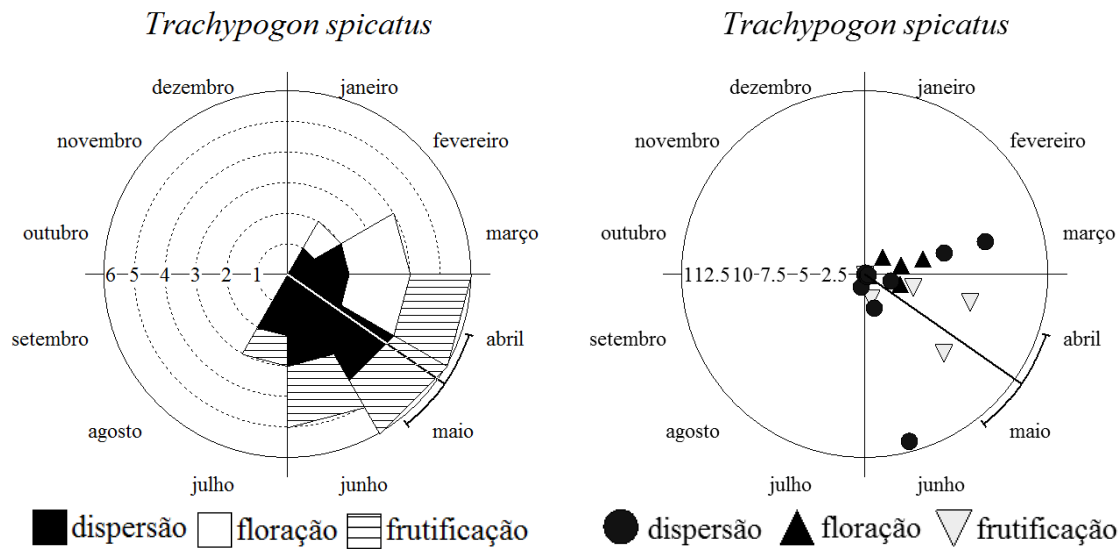 Trachypogon spicatus
dezembro
janeiro
novembro
fevereiro
outubro
março
6 5 4 3 2 1
setembro
abril
agosto
maio
julho
junho
dispersão floração frutificação
Trachypogon spicatus
dezembro
janeiro
novembro
fevereiro
outubro
março
112.5 10 7.5 5 2.5
setembro
abril
agosto
maio
julho
junho
dispersão floração frutificação